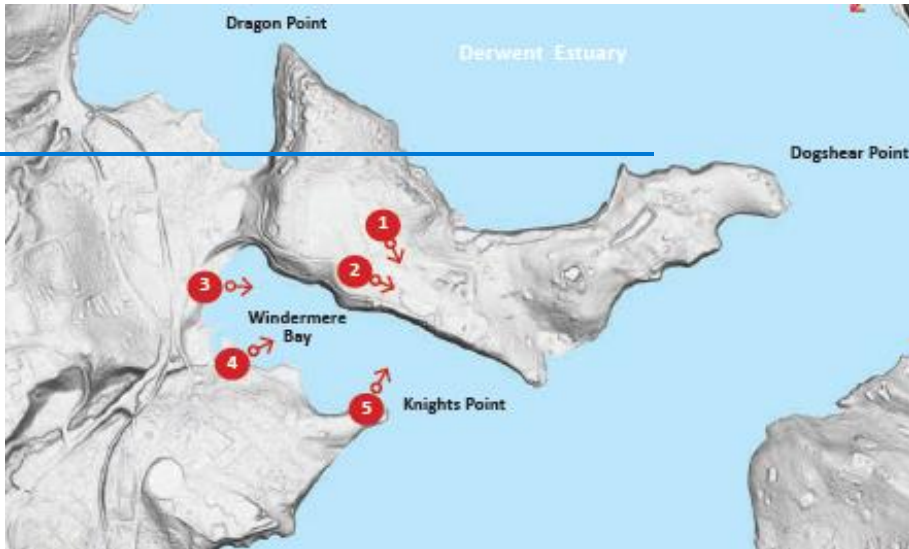 Dragon Point
Derwent Estuary
Dogshear Point
1
2
3
Windermere
Bay
4
5
Knights Point